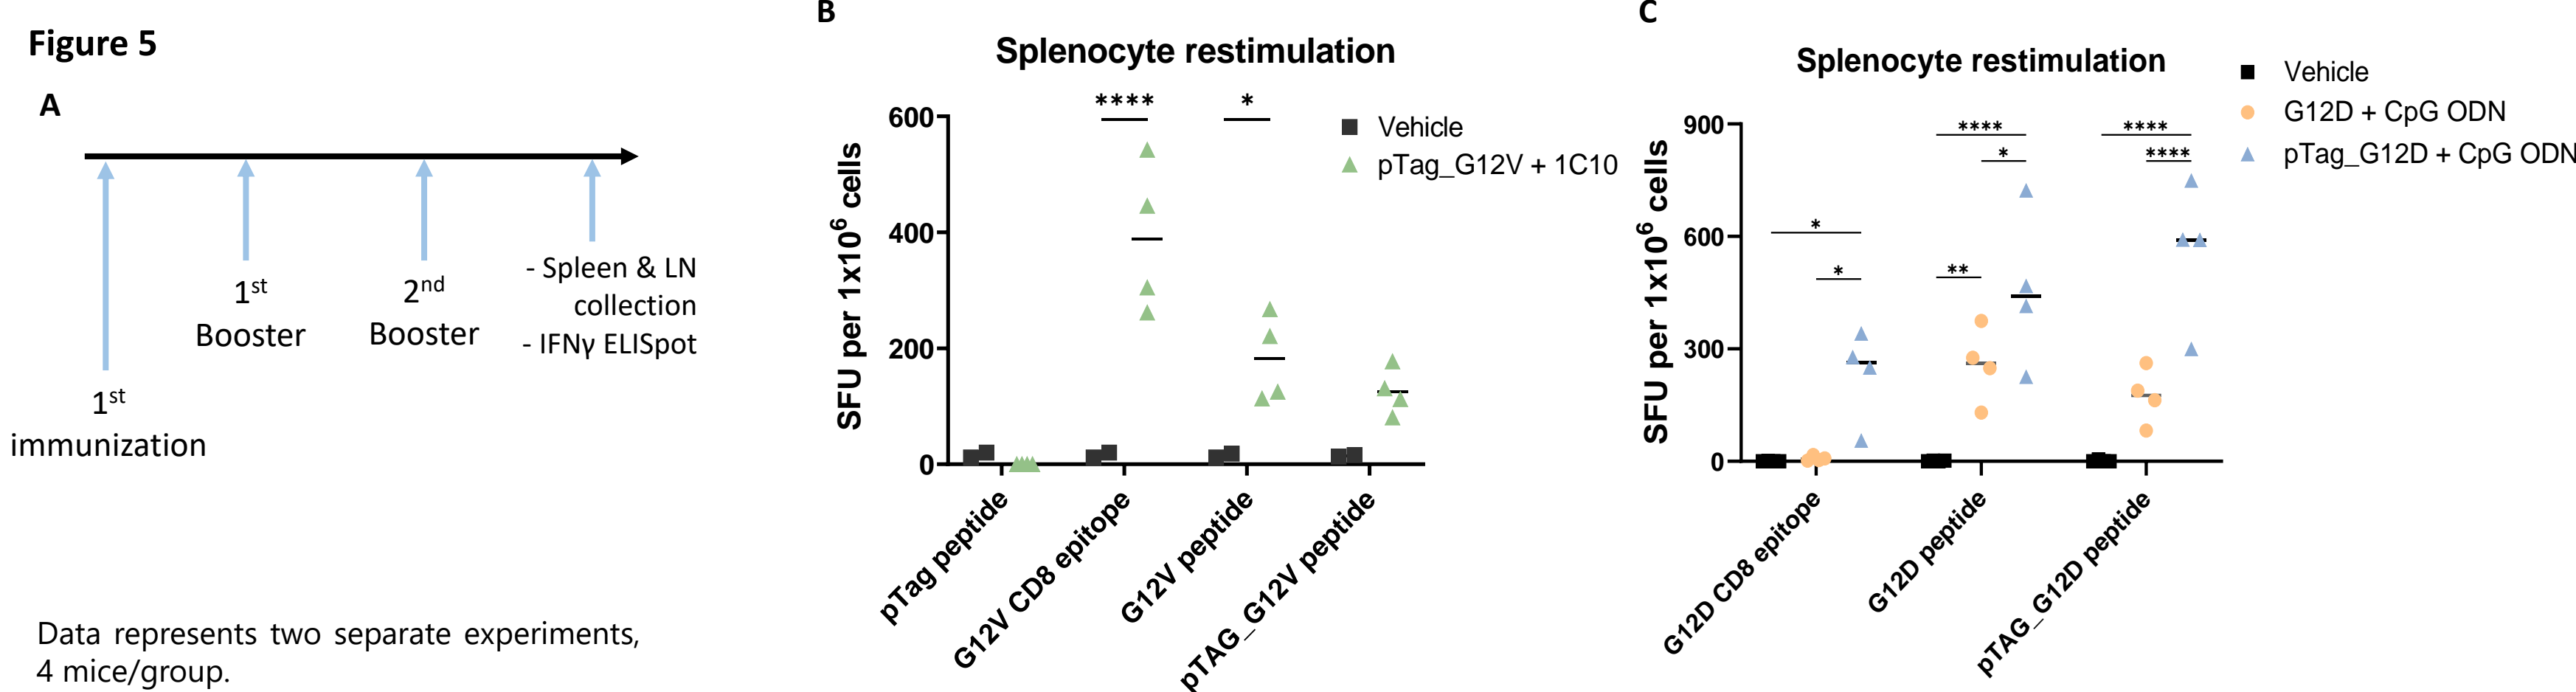 Figure 5
A
1st
immunization
1st
Booster
2nd
Booster
- Spleen & LN
collection
- IFNγ ELISpot
Data represents two separate experiments,
4 mice/group.
B
Splenocyte restimulation
SFU per 1x10⁶ cells
600
400
200
0
****
*
Vehicle
pTag_G12V + 1C10
pTag peptide
G12V CD8 epitope
G12V peptide
pTAG_G12V peptide
C
Splenocyte restimulation
SFU per 1x10⁶ cells
900
600
300
0
*
*
****
*
**
****
****
Vehicle
G12D + CpG ODN
pTag_G12D + CpG ODN
G12D CD8 epitope
G12D peptide
pTAG_G12D peptide